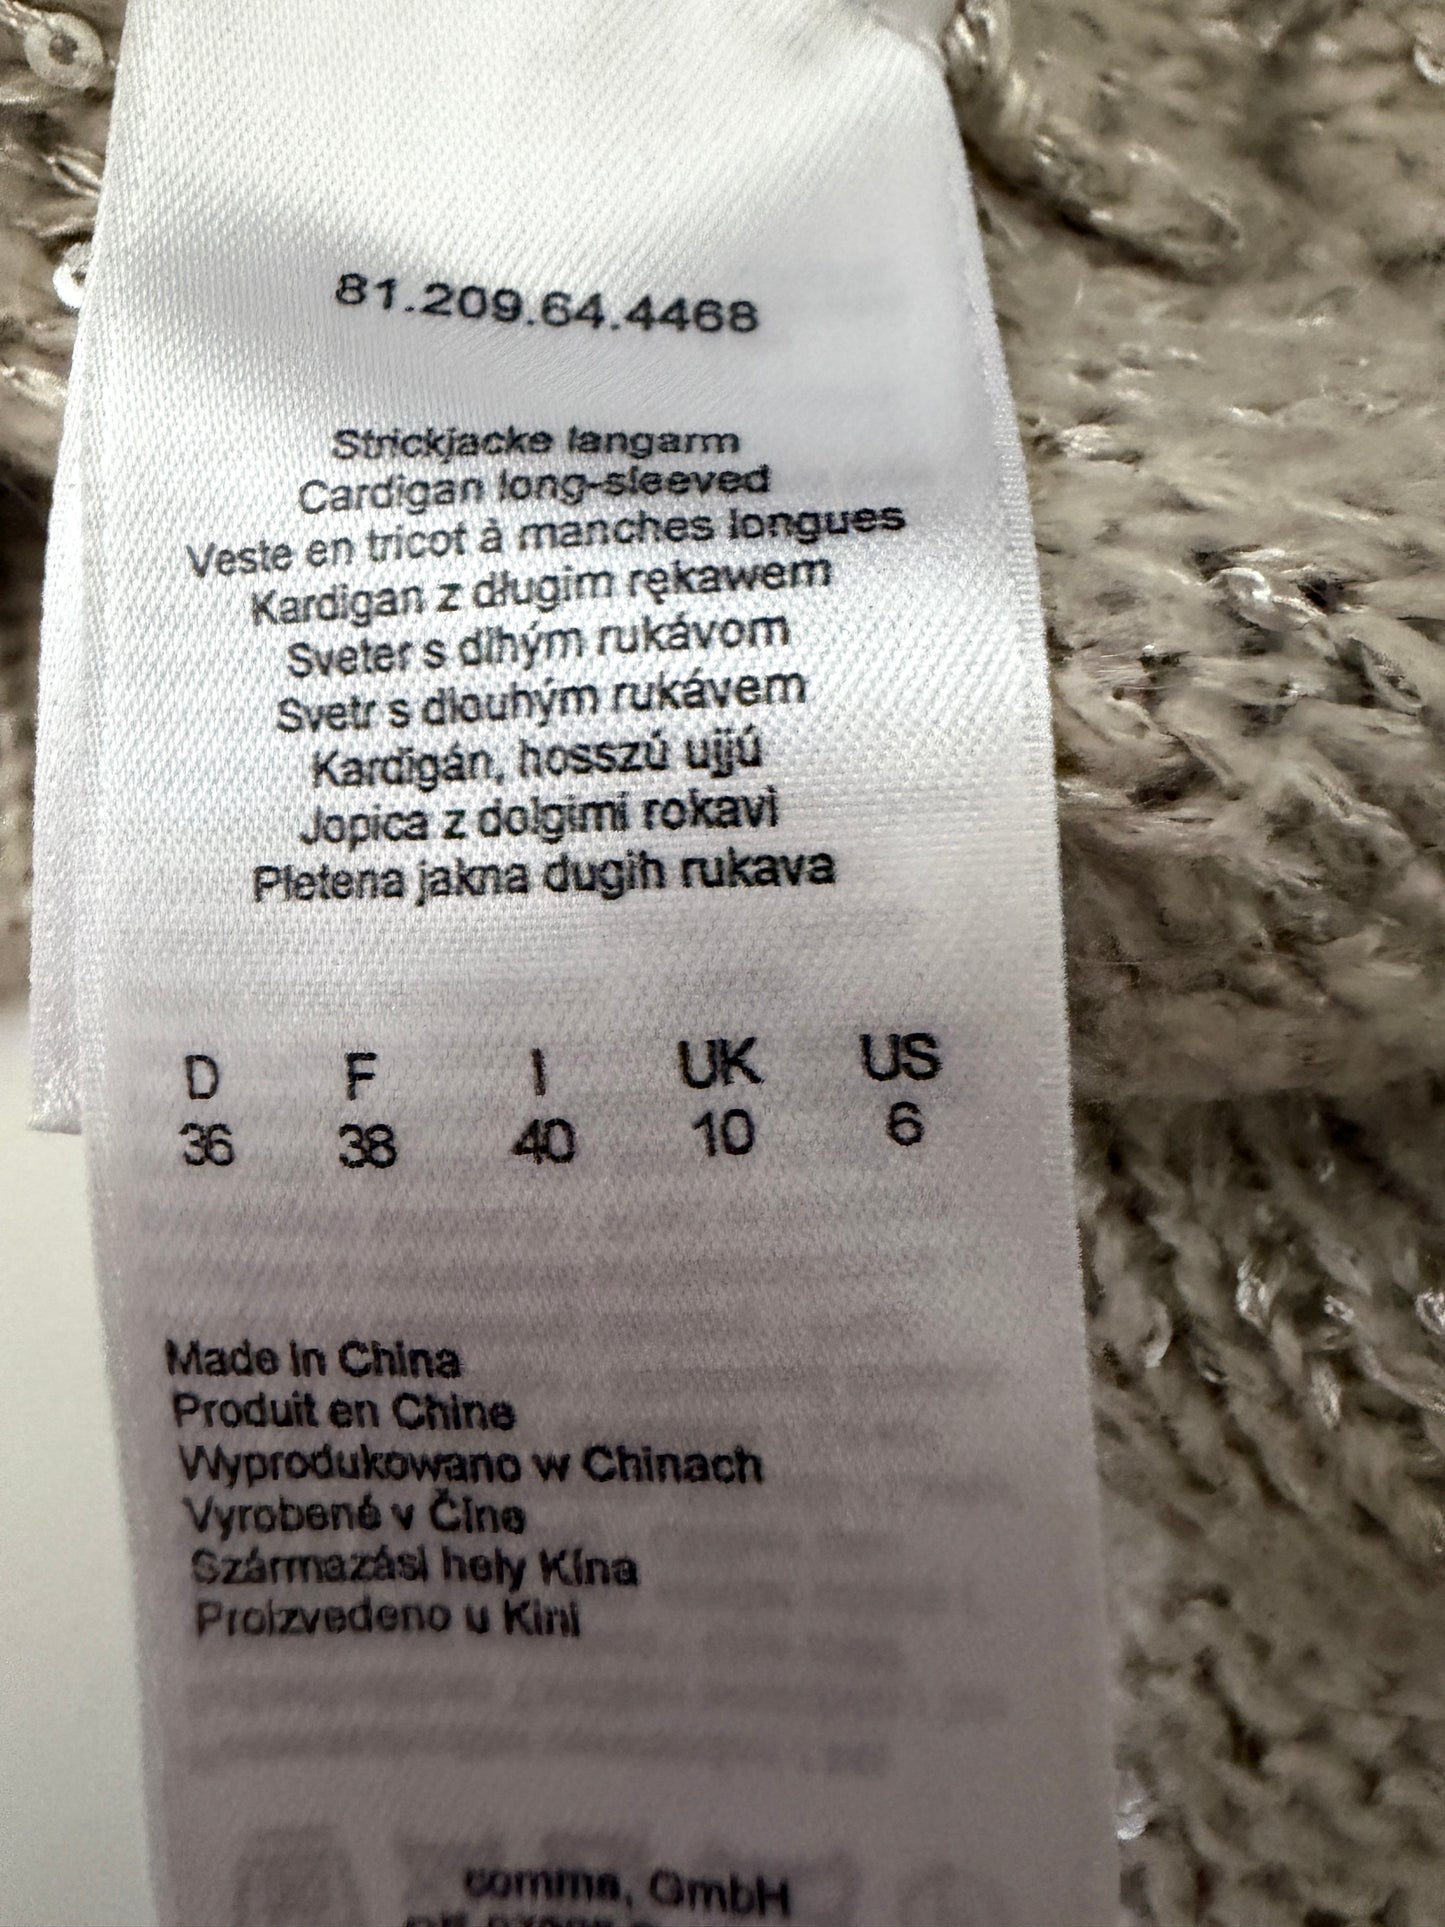 81.209.64.4468
Strickjacke langarm
Cardigan long-sleeved
Veste en tricot à manches longues
Kardigan z długim rękawem
Sveter s dlhým rukávom
Svetr s dlouhým rukávem
Kardigán, hosszú ujjú
Jopica z dolgimi rokavi
Pletena jakna dugih rukava
D F I UK US
36 38 40 10 6
Made in China
Produit en Chine
Wyprodukowano w Chinach
Vyrobené v Číne
Származási hely Kína
Proizvedeno u Kini
comma, GmbH